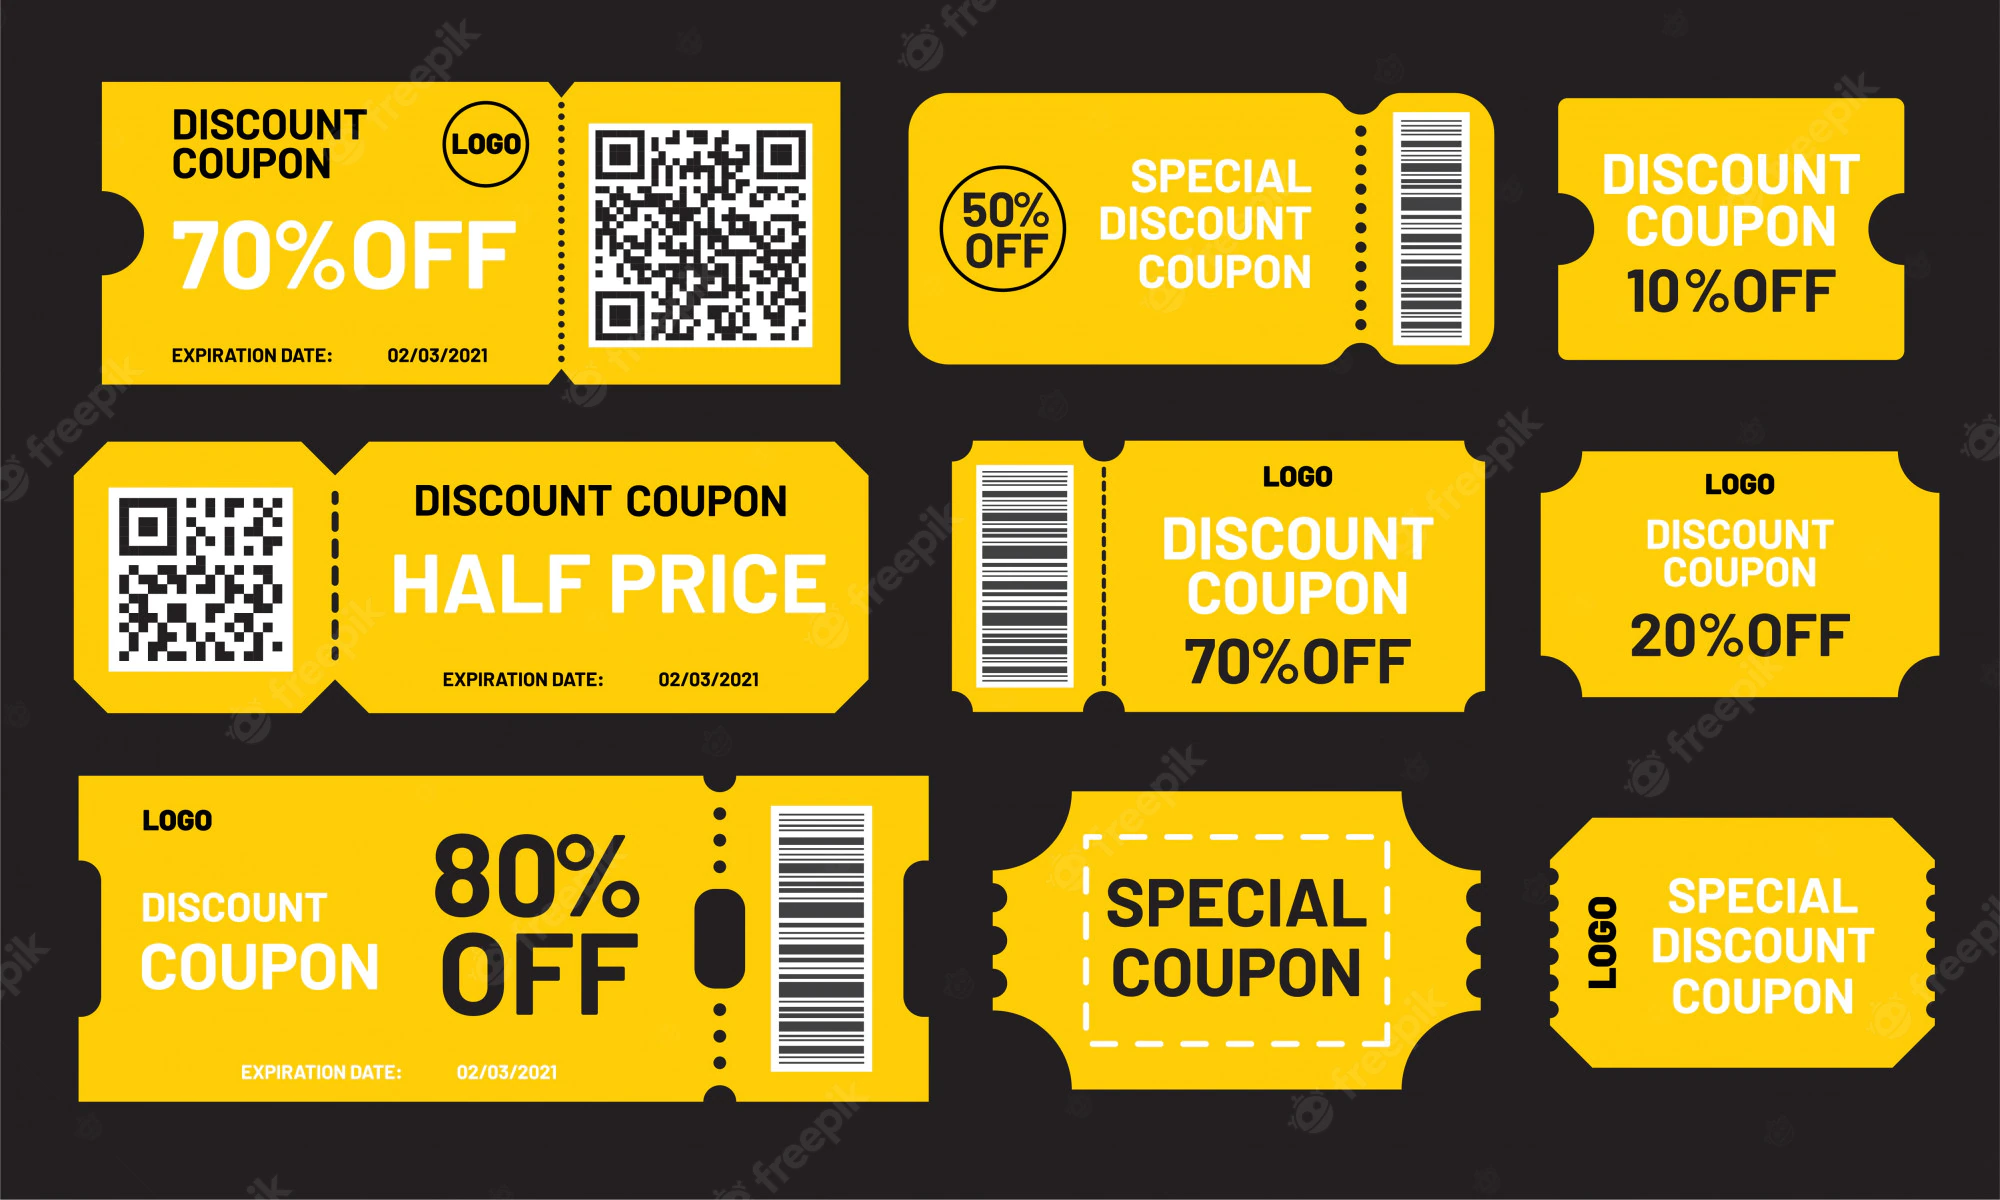 DISCOUNT
COUPON
LOGO
70%OFF
EXPIRATION DATE: 02/03/2021
50%
OFF
SPECIAL
DISCOUNT
COUPON
DISCOUNT
COUPON
10%OFF
DISCOUNT COUPON
HALF PRICE
EXPIRATION DATE: 02/03/2021
LOGO
DISCOUNT
COUPON
70%OFF
LOGO
DISCOUNT
COUPON
20%OFF
LOGO
DISCOUNT
COUPON
80%
OFF
EXPIRATION DATE: 02/03/2021
SPECIAL
COUPON
LOGO
SPECIAL
DISCOUNT
COUPON
freepik